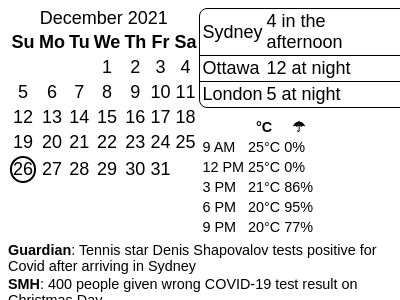 December 2021
Su Mo Tu We Th Fr Sa
1 2 3 4
5 6 7 8 9 10 11
12 13 14 15 16 17 18
19 20 21 22 23 24 25
26 27 28 29 30 31
Sydney 4 in the
afternoon
Ottawa 12 at night
London 5 at night
°C ☂
9 AM 25°C 0%
12 PM 25°C 0%
3 PM 21°C 86%
6 PM 20°C 95%
9 PM 20°C 77%
Guardian: Tennis star Denis Shapovalov tests positive for
Covid after arriving in Sydney
SMH: 400 people given wrong COVID-19 test result on
Christmas Day